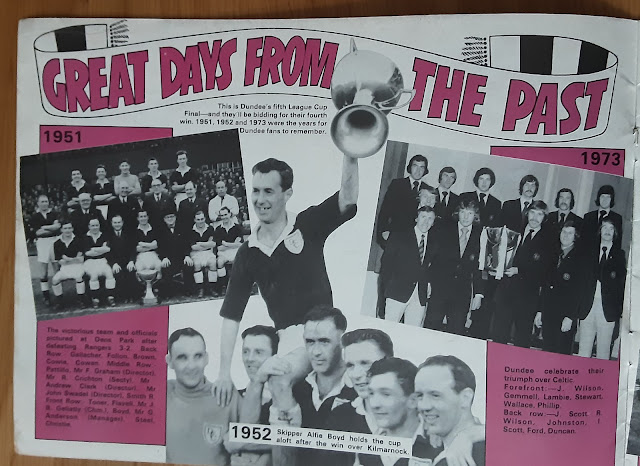 GREAT DAYS FROM THE PAST
This is Dundee's fifth League Cup
Final—and they'll be bidding for their fourth
win. 1951, 1952 and 1973 were the years for
Dundee fans to remember.
1951
The victorious team and officials
pictured at Dens Park after
defeating Rangers 3-2. Back
Row Gallacher, Follon, Brown,
Cowie, Cowan. Middle Row
Pattillo, Mr F. Graham (Director),
Mr R. Crichton (Secty), Mr
Andrew Clark (Director), Mr
John Swadel (Director), Smith R
Front Row Toner, Flavell, Mr J.
B. Gellatly (Chm.), Boyd, Mr G.
Anderson (Manager) Steel,
Christie.
1952
Skipper Alfie Boyd holds the cup
aloft after the win over Kilmarnock.
1973
Dundee celebrate their
triumph over Celtic.
Forefront—J. Wilson,
Gemmell, Lambie, Stewart,
Wallace, Phillip.
Back row—J. Scott, R.
Wilson, Johnston, I.
Scott, Ford, Duncan.